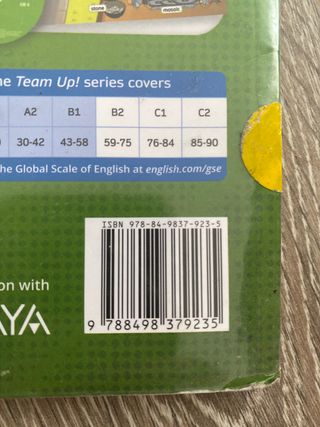 stone mosaic
ne Team Up! series covers
A2 B1 B2 C1 C2
30-42 43-58 59-75 76-84 85-90
the Global Scale of English at english.com/gse
ISBN 978-84-9837-923-5
on with
AYA
9 788498 379235